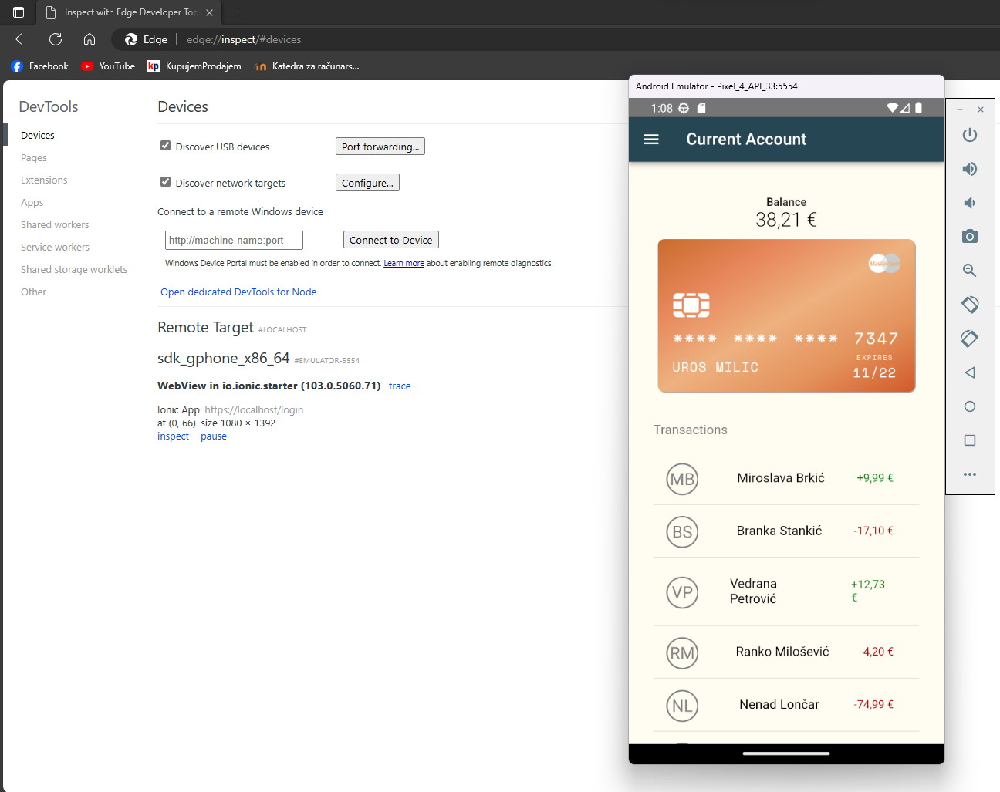 Inspect with Edge Developer Too
Edge
edge://inspect/#devices
Facebook
YouTube
kp
KupujemProdajem
Katedra za računars...
DevTools
Devices
Pages
Extensions
Apps
Shared workers
Service workers
Shared storage worklets
Other
Devices
Discover USB devices
Port forwarding...
Discover network targets
Configure...
Connect to a remote Windows device
http://machine-name:port
Connect to Device
Windows Device Portal must be enabled in order to connect. Learn more about enabling remote diagnostics.
Open dedicated DevTools for Node
Remote Target #LOCALHOST
sdk_gphone_x86_64 #EMULATOR-5554
WebView in io.ionic.starter (103.0.5060.71) trace
Ionic App https://localhost/login
at (0, 66) size 1080 × 1392
inspect pause
Android Emulator - Pixel_4_API_33:5554
1:08
Current Account
Balance
38,21 €
MasterCard
**** **** **** 7347
EXPIRES
UROS MILIC
11/22
Transactions
MB Miroslava Brkić +9,99 €
BS Branka Stankić -17,10 €
VP Vedrana Petrović +12,73 €
RM Ranko Milošević -4,20 €
NL Nenad Lončar -74,99 €